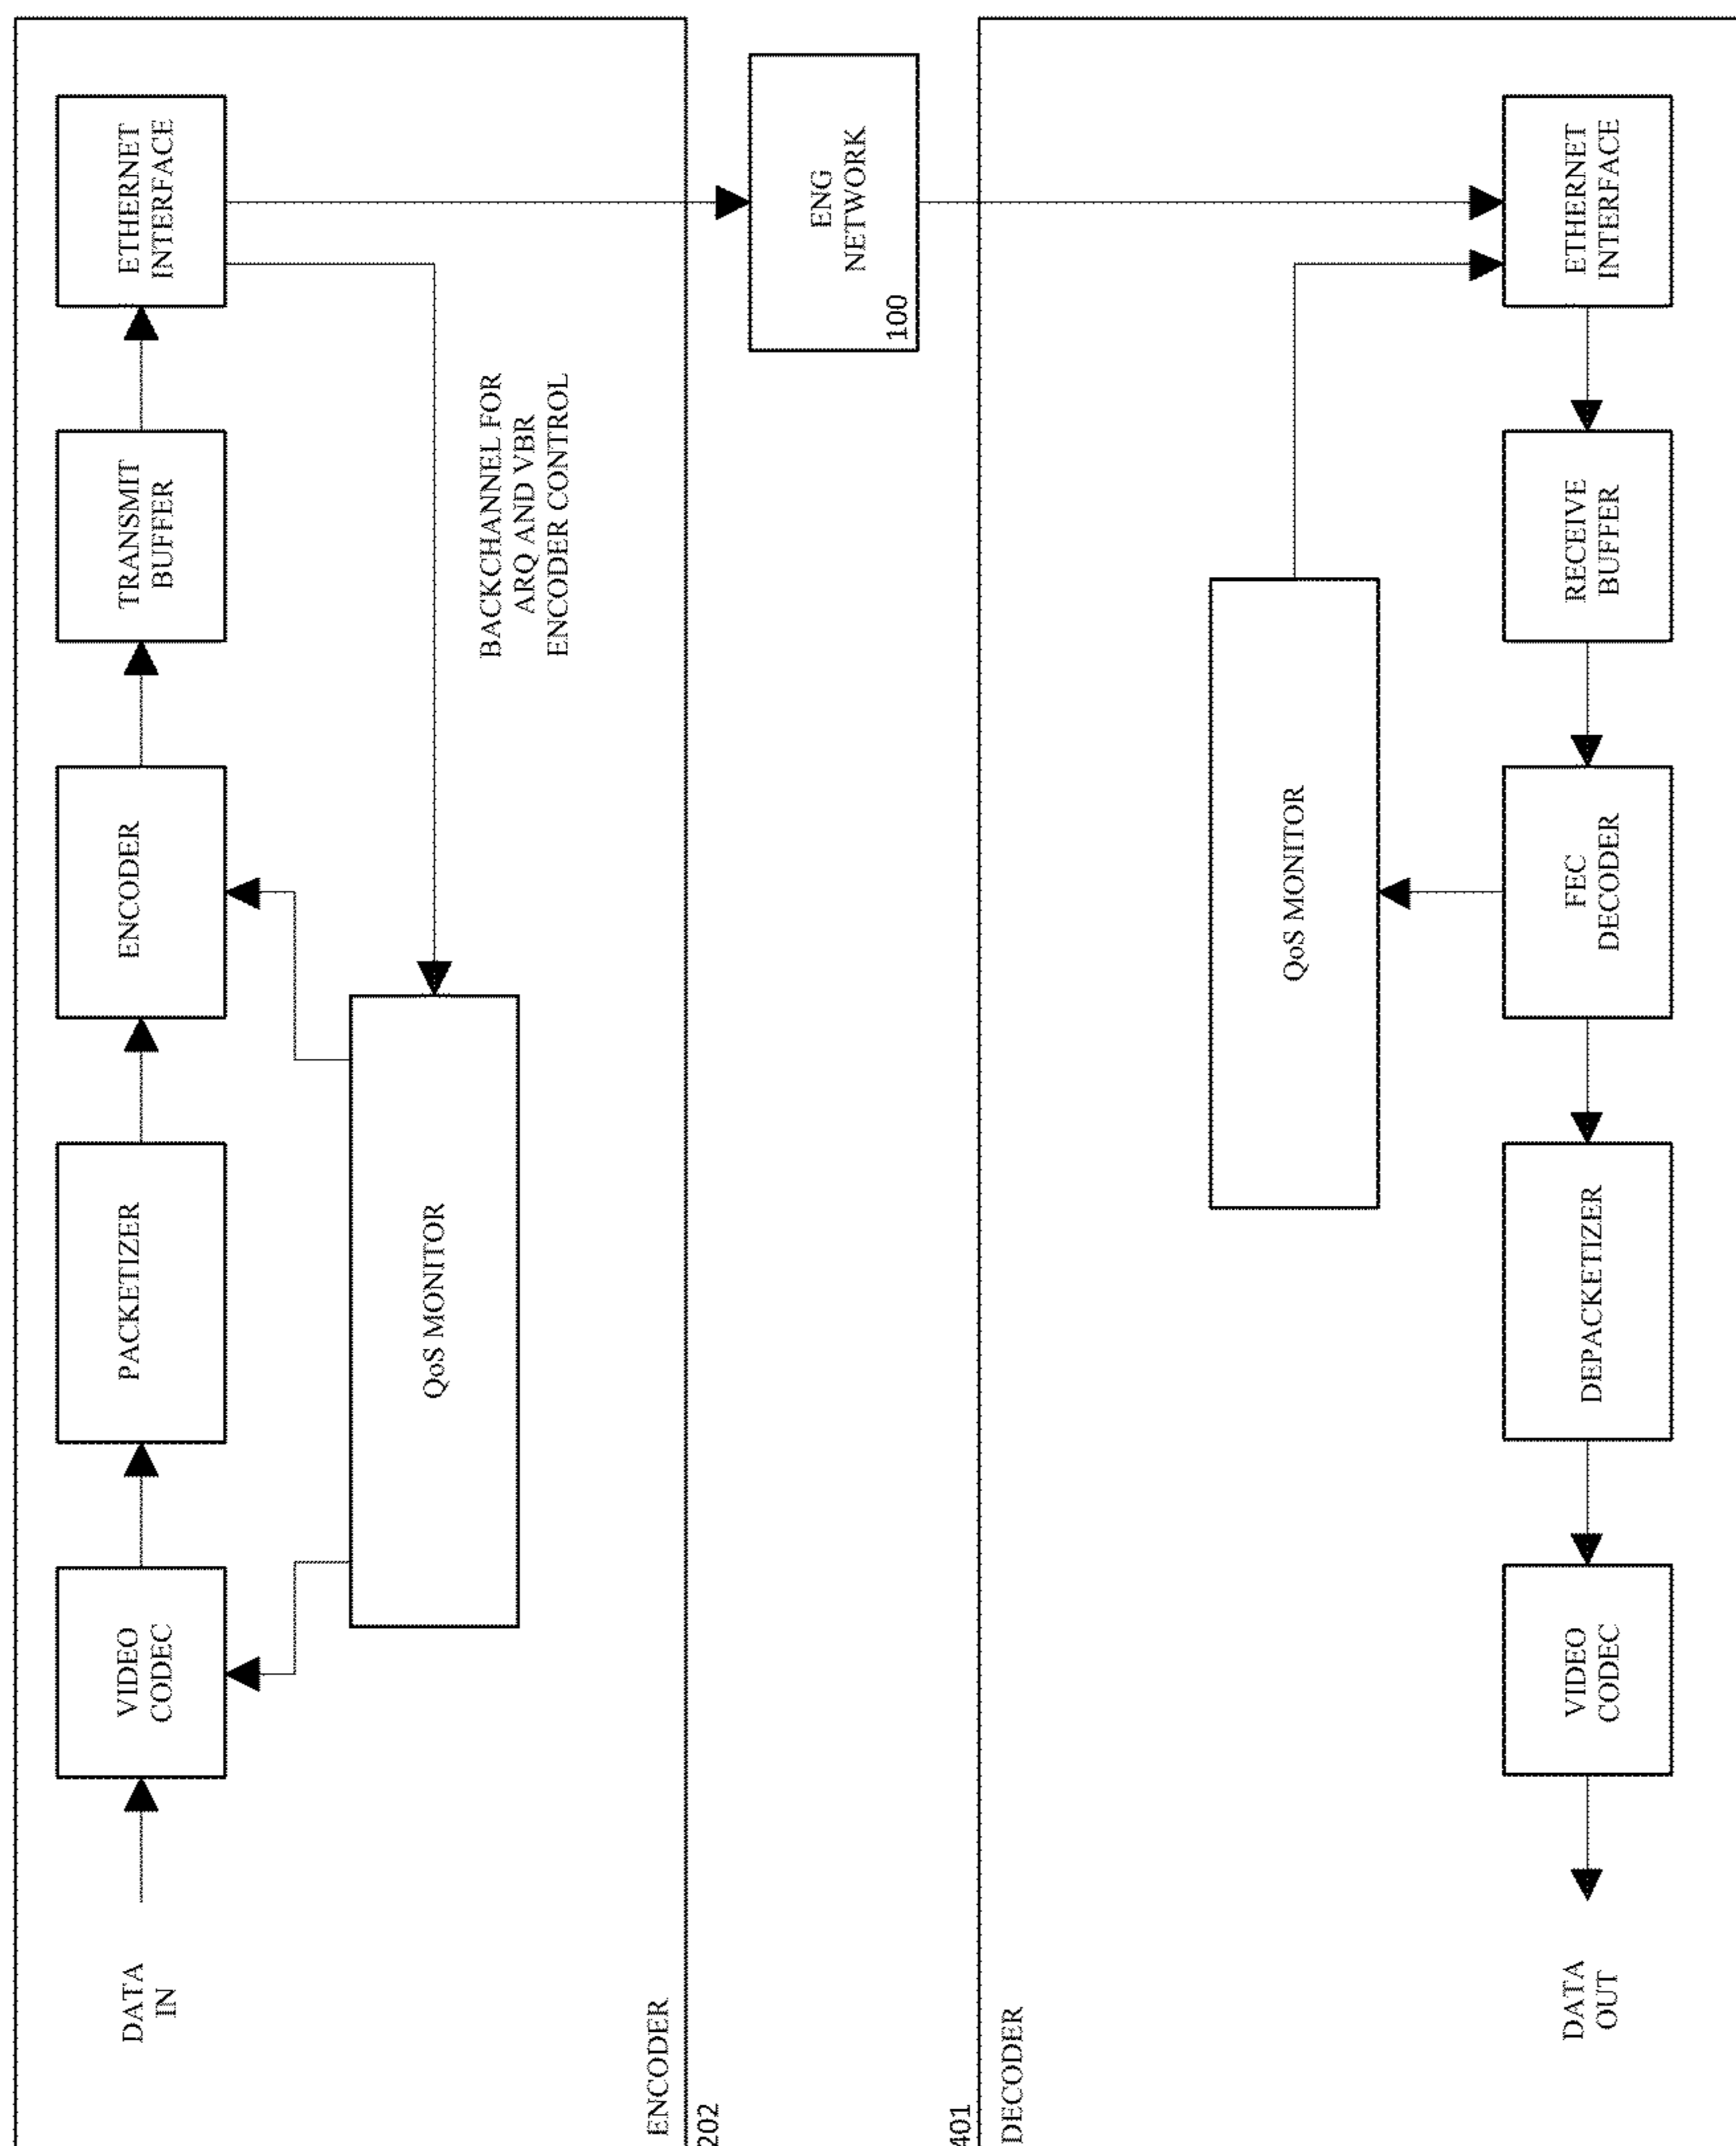 DATA
IN
VIDEO
CODEC
PACKETIZER
ENCODER
TRANSMIT
BUFFER
ETHERNET
INTERFACE
QoS MONITOR
BACKCHANNEL FOR
ARQ AND VBR
ENCODER CONTROL
ENCODER
202
ENG
NETWORK
100
401
DECODER
QoS MONITOR
DATA
OUT
VIDEO
CODEC
DEPACKETIZER
FEC
DECODER
RECEIVE
BUFFER
ETHERNET
INTERFACE